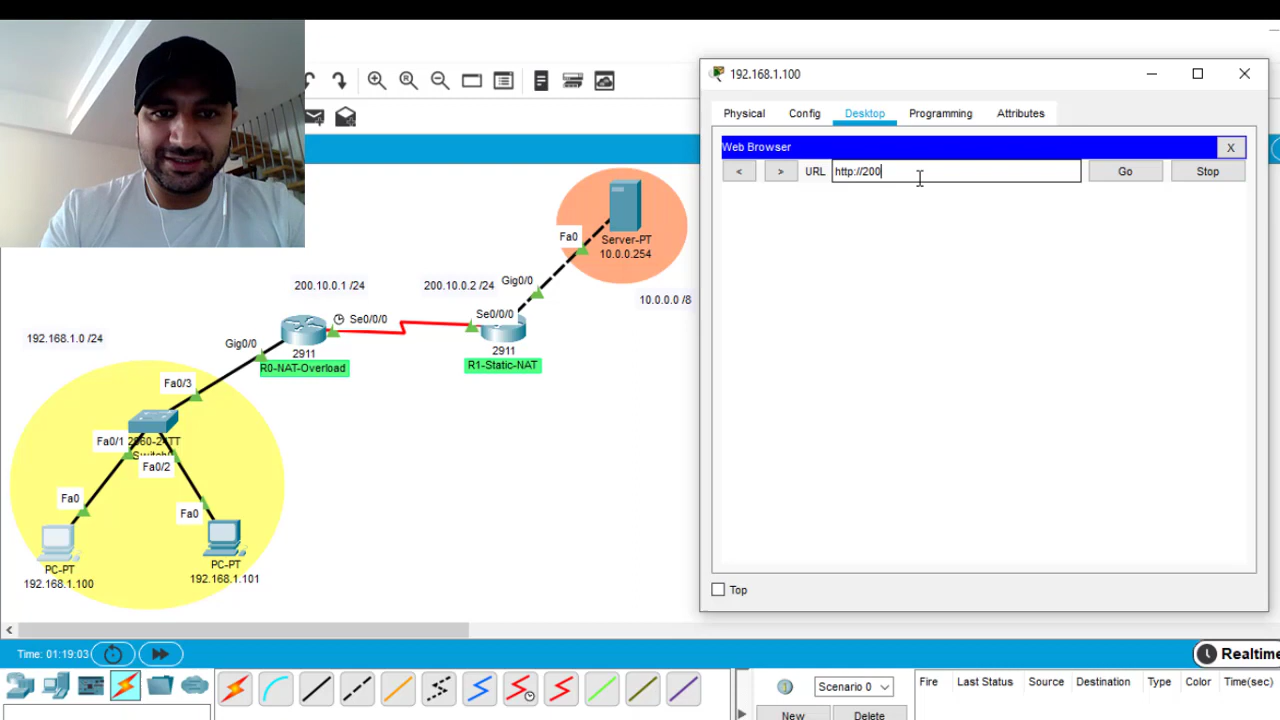 192.168.1.100
Physical
Config
Desktop
Programming
Attributes
Web Browser
X
<
>
URL
http://200
Go
Stop
Fa0
Server-PT
10.0.0.254
200.10.0.1 /24
200.10.0.2 /24
Gig0/0
10.0.0.0 /8
Se0/0/0
Se0/0/0
192.168.1.0 /24
Gig0/0
2911
R0-NAT-Overload
2911
R1-Static-NAT
Fa0/3
Fa0/1
Fa0/2
Fa0
Fa0
PC-PT
192.168.1.100
PC-PT
192.168.1.101
Top
Time: 01:19:03
Realtime
Scenario 0
New
Delete
Fire
Last Status
Source
Destination
Type
Color
Time(sec)